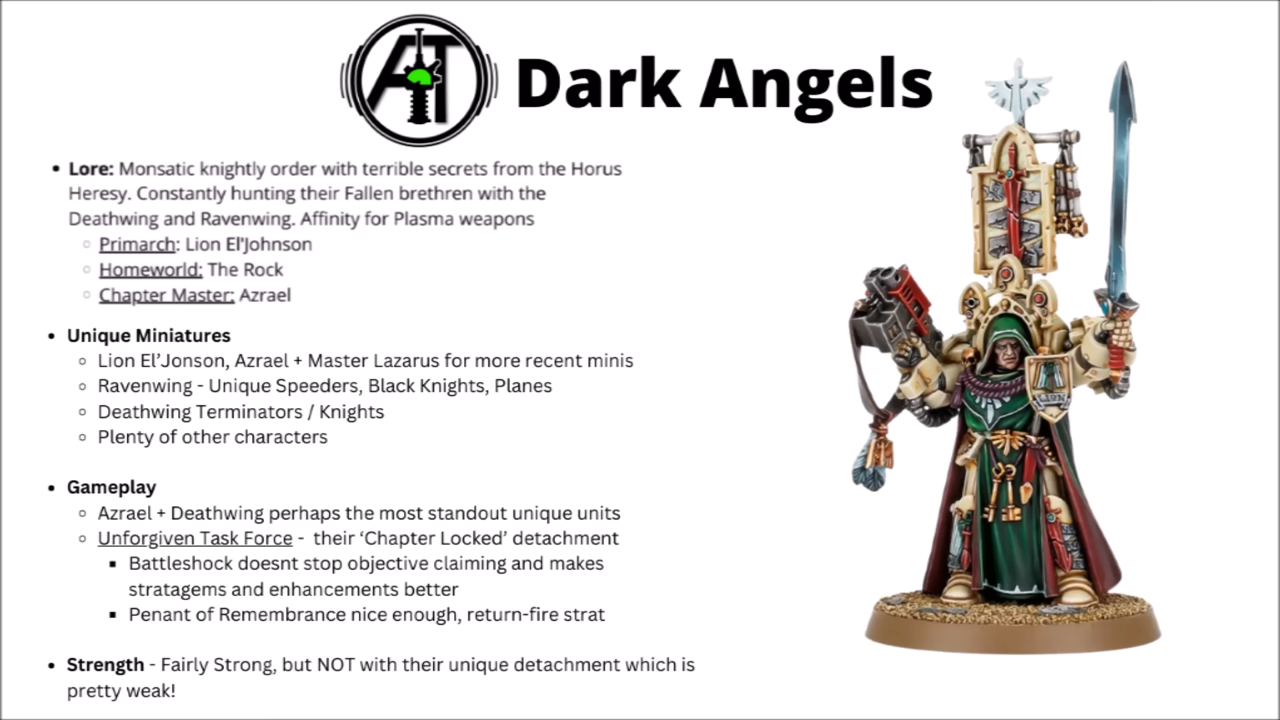 AT
Dark Angels
• Lore: Monsatic knightly order with terrible secrets from the Horus
Heresy. Constantly hunting their Fallen brethren with the
Deathwing and Ravenwing. Affinity for Plasma weapons
○ Primarch: Lion El'Johnson
○ Homeworld: The Rock
○ Chapter Master: Azrael
• Unique Miniatures
○ Lion El’Jonson, Azrael + Master Lazarus for more recent minis
○ Ravenwing - Unique Speeders, Black Knights, Planes
○ Deathwing Terminators / Knights
○ Plenty of other characters
• Gameplay
○ Azrael + Deathwing perhaps the most standout unique units
○ Unforgiven Task Force - their ‘Chapter Locked’ detachment
▪ Battleshock doesnt stop objective claiming and makes
stratagems and enhancements better
▪ Penant of Remembrance nice enough, return-fire strat
• Strength - Fairly Strong, but NOT with their unique detachment which is
pretty weak!
LION